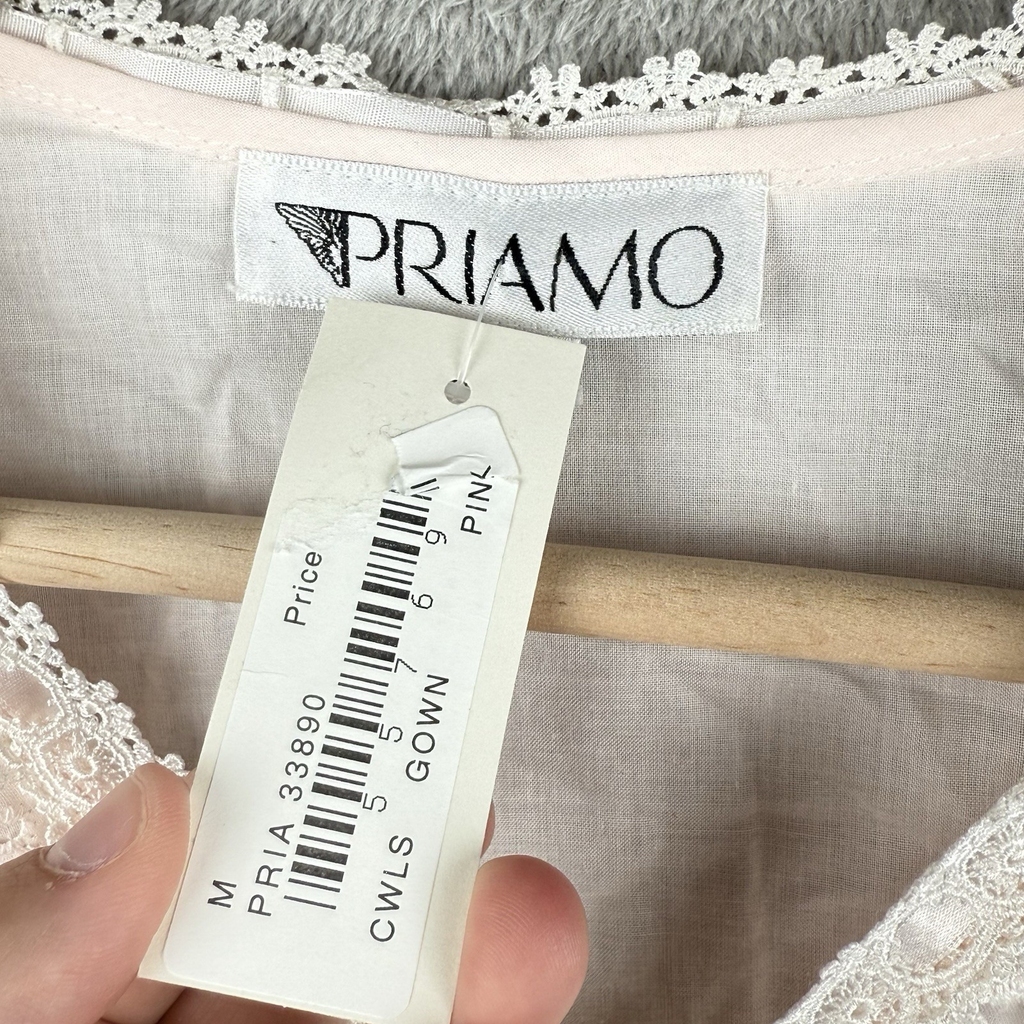 PRIAMO
M
PRIA 33890
Price
5 5 7 6 9
CWLS GOWN PINK